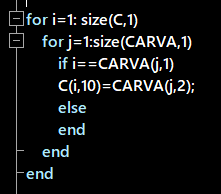 for i=1: size(C,1)
for j=1:size(CARVA,1)
if i==CARVA(j,1)
C(i,10)=CARVA(j,2);
else
end
end
end